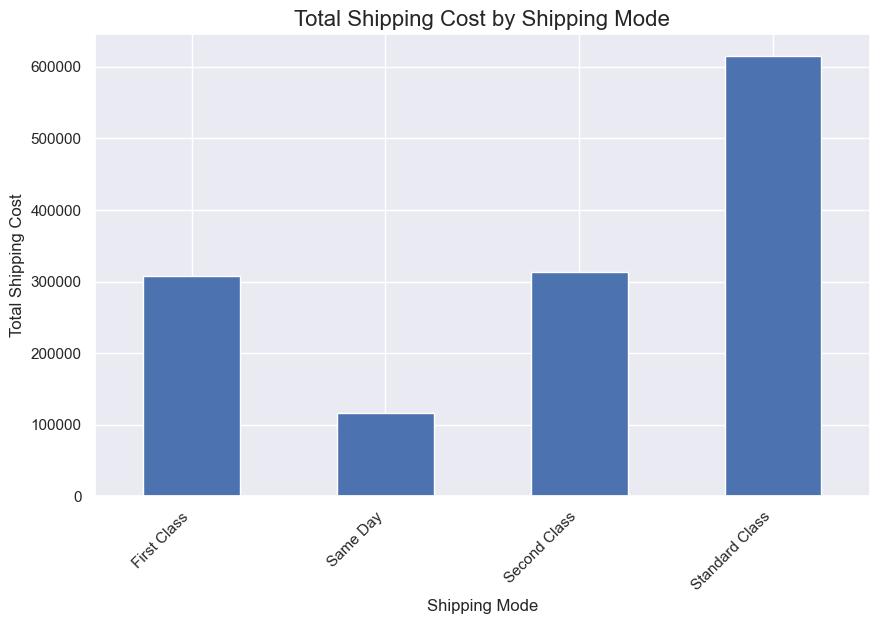 Total Shipping Cost by Shipping Mode
Total Shipping Cost
600000
500000
400000
300000
200000
100000
0
First Class
Same Day
Second Class
Standard Class
Shipping Mode